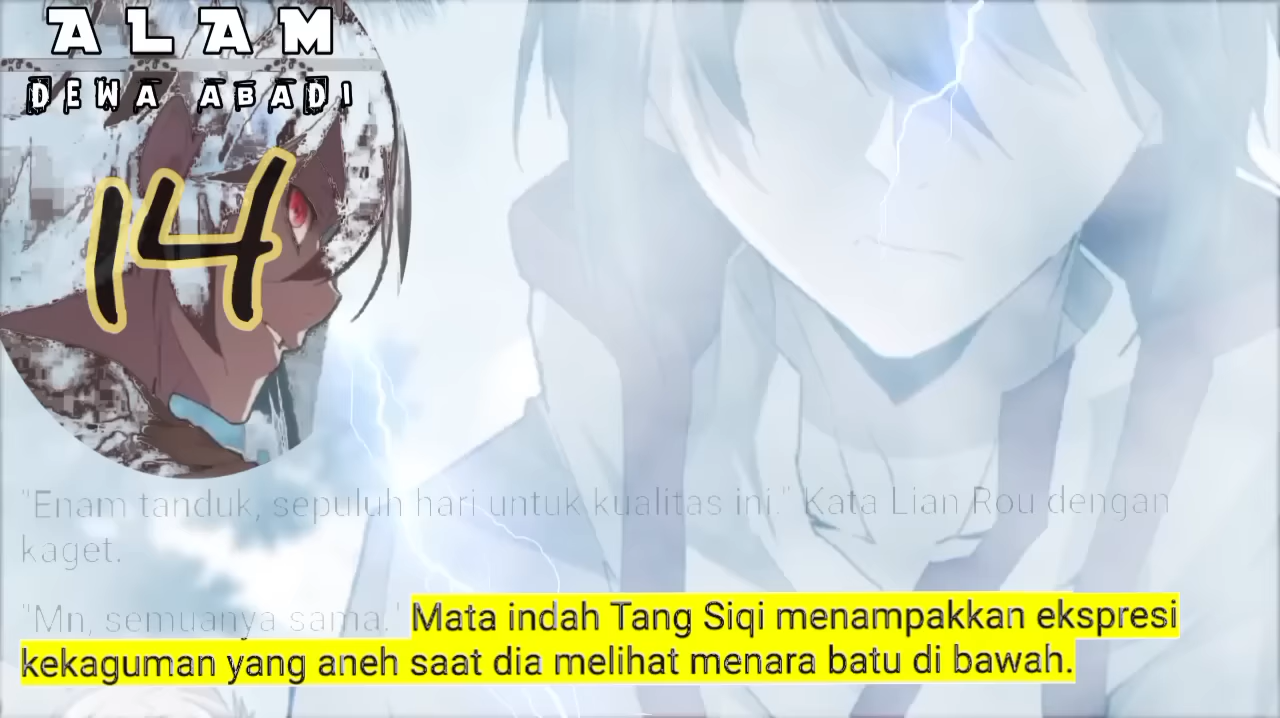 ALAM
DEWA ABADI
14
"Enam tanduk, sepuluh hari untuk kualitas ini." Kata Lian Rou dengan
kaget.
"Mn, semuanya sama." Mata indah Tang Siqi menampakkan ekspresi
kekaguman yang aneh saat dia melihat menara batu di bawah.